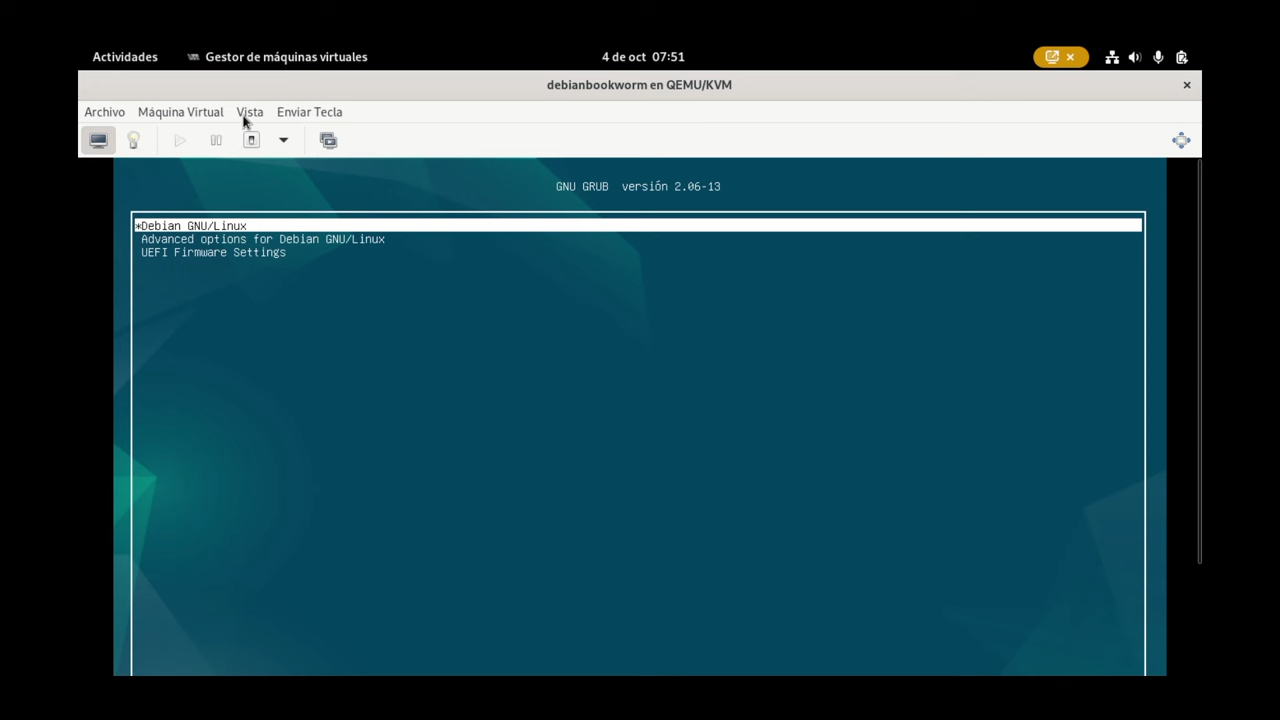 Actividades Gestor de máquinas virtuales 4 de oct 07:51
debianbookworm en QEMU/KVM
Archivo Máquina Virtual Vista Enviar Tecla
GNU GRUB versión 2.06-13
*Debian GNU/Linux
Advanced options for Debian GNU/Linux
UEFI Firmware Settings